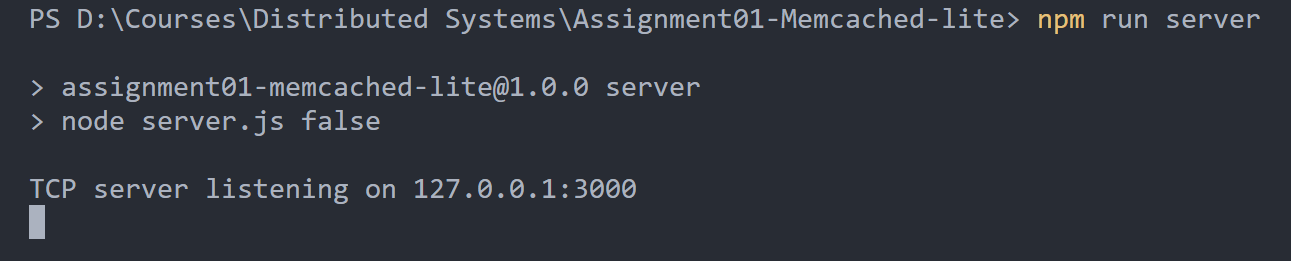 PS D:\Courses\Distributed Systems\Assignment01-Memcached-lite> npm run server
> assignment01-memcached-lite@1.0.0 server
> node server.js false
TCP server listening on 127.0.0.1:3000